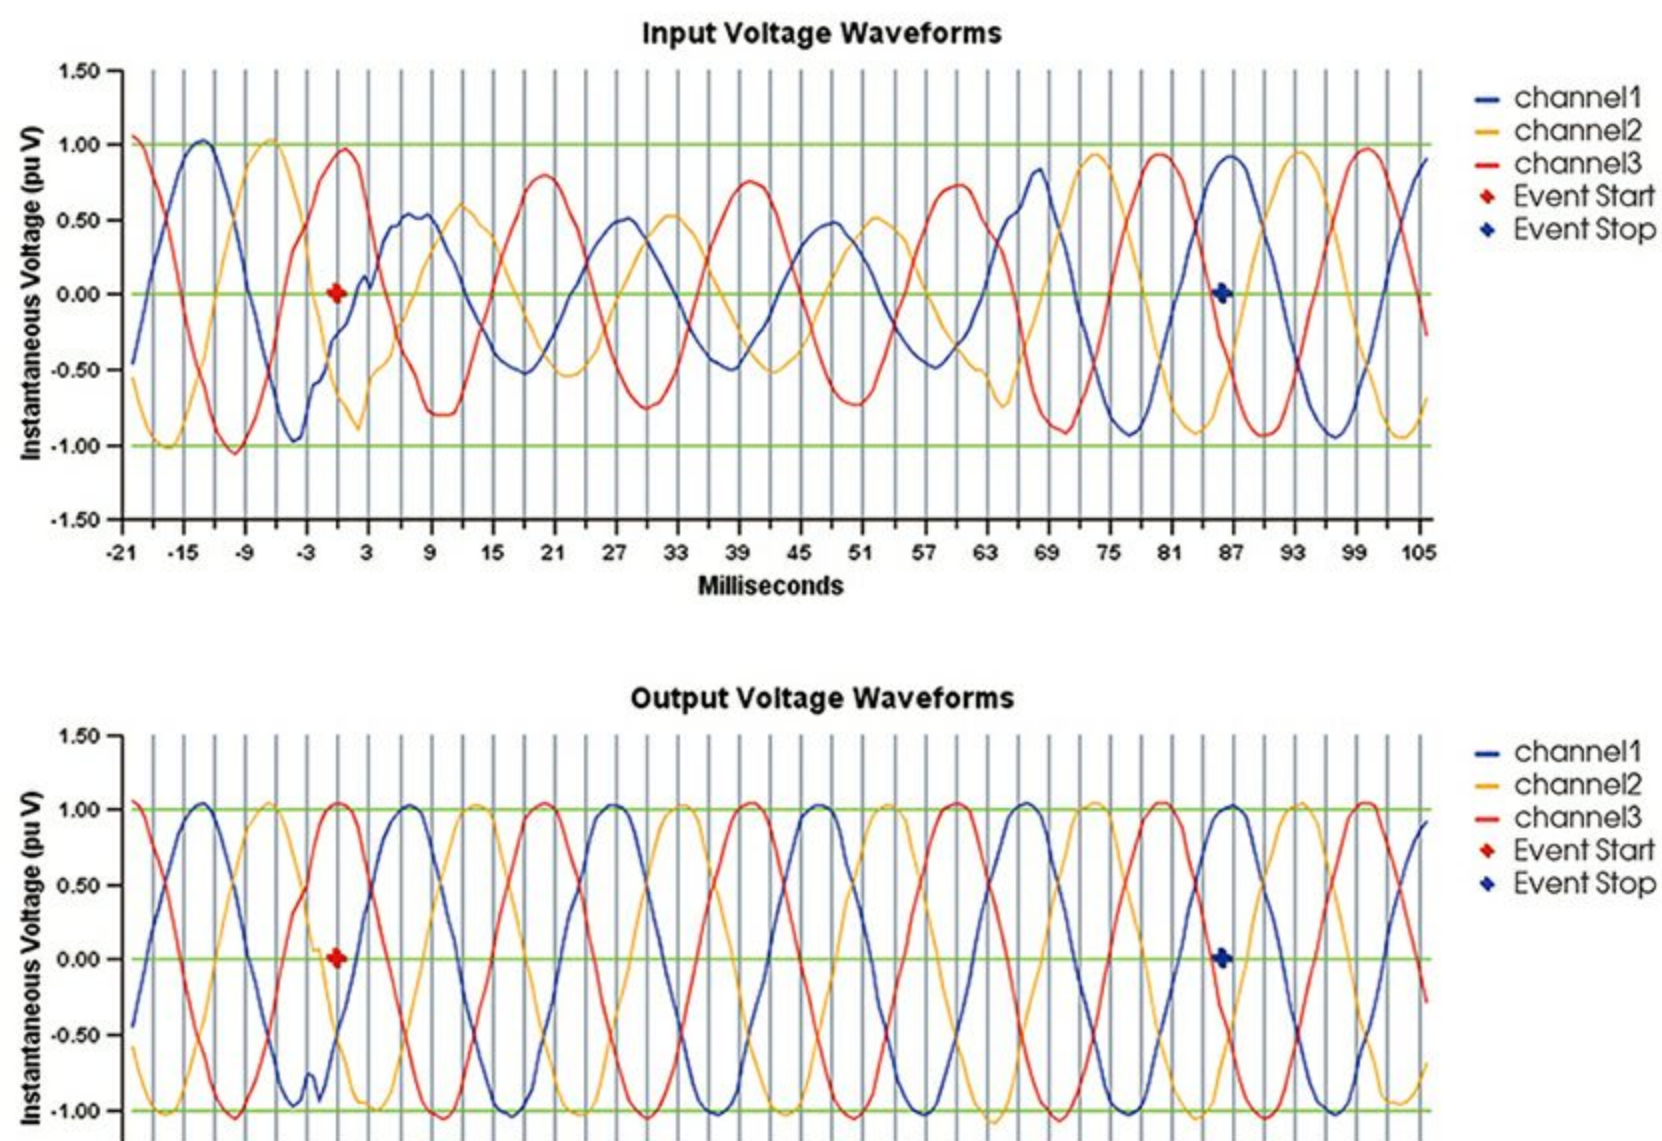 Input Voltage Waveforms
Instantaneous Voltage (pu V)
1.50
1.00
0.50
0.00
-0.50
-1.00
-1.50
-21 -15 -9 -3 3 9 15 21 27 33 39 45 51 57 63 69 75 81 87 93 99 105
Milliseconds
channel1
channel2
channel3
Event Start
Event Stop
Output Voltage Waveforms
Instantaneous Voltage (pu V)
1.50
1.00
0.50
0.00
-0.50
-1.00
channel1
channel2
channel3
Event Start
Event Stop